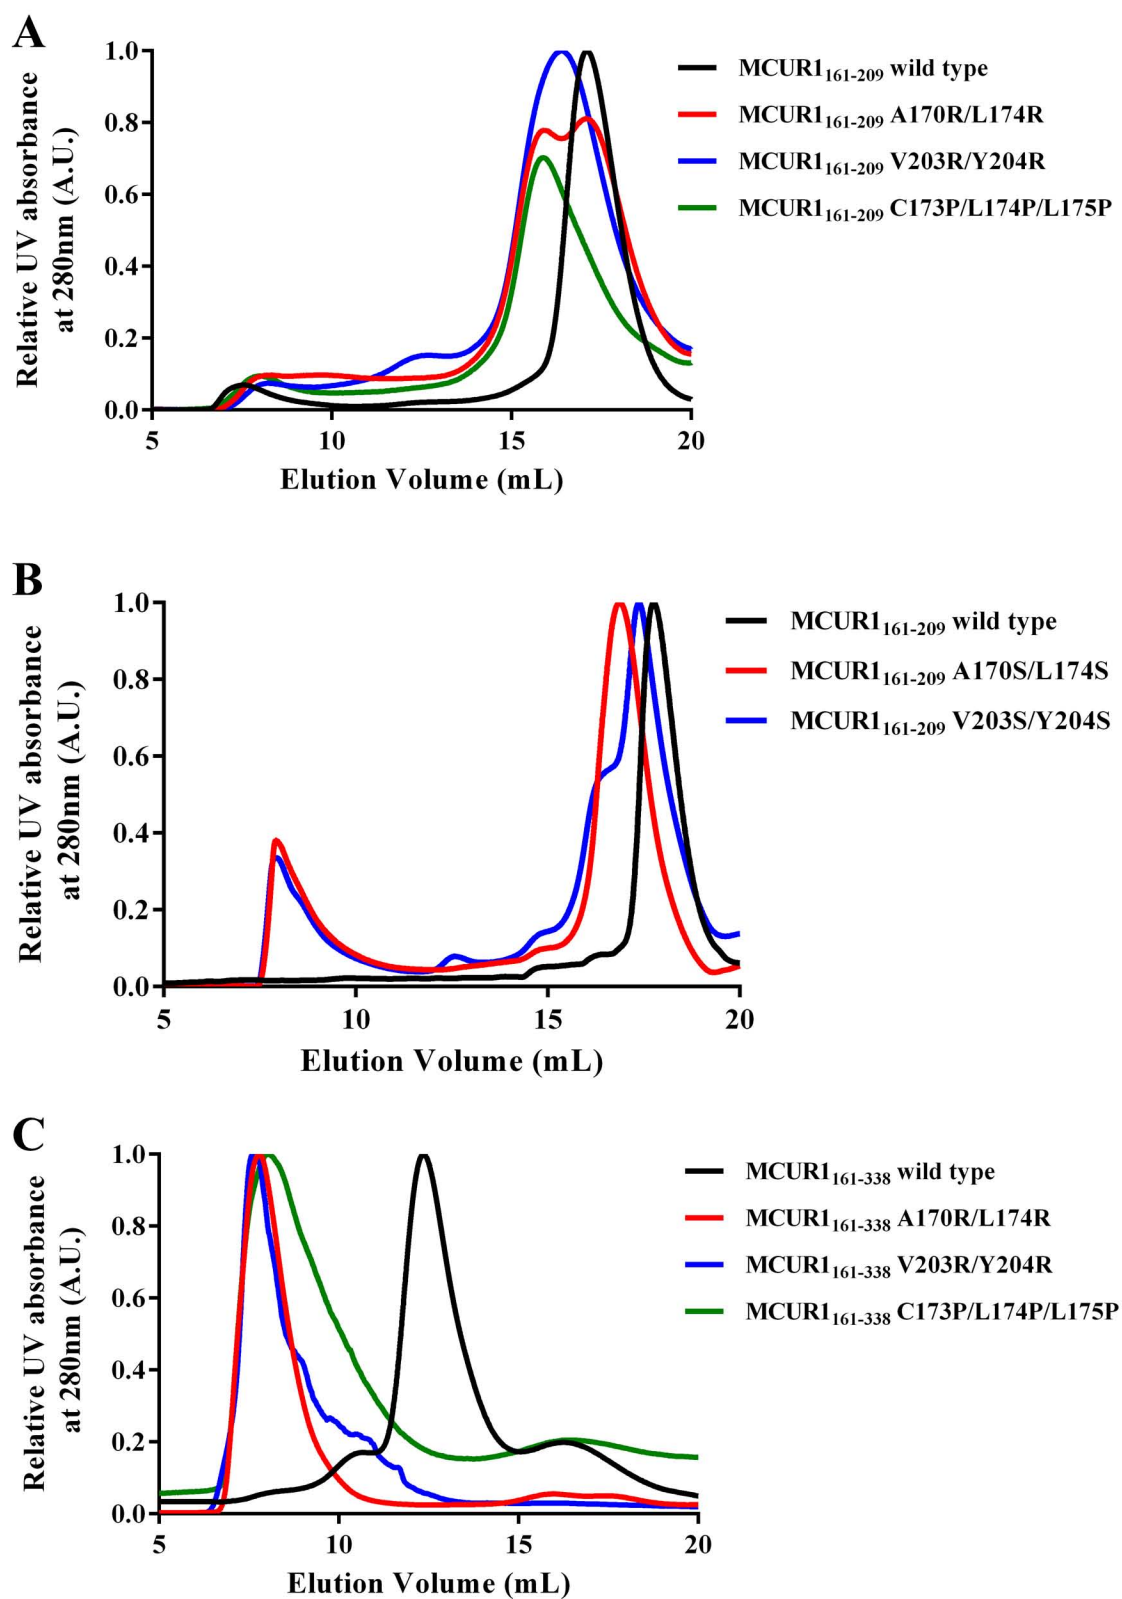 A
Relative UV absorbance
at 280nm (A.U.)
1.0
0.8
0.6
0.4
0.2
0.0
5
10
15
20
Elution Volume (mL)
MCUR1161-209 wild type
MCUR1161-209 A170R/L174R
MCUR1161-209 V203R/Y204R
MCUR1161-209 C173P/L174P/L175P
B
Relative UV absorbance
at 280nm (A.U.)
1.0
0.8
0.6
0.4
0.2
0.0
5
10
15
20
Elution Volume (mL)
MCUR1161-209 wild type
MCUR1161-209 A170S/L174S
MCUR1161-209 V203S/Y204S
C
Relative UV absorbance
at 280nm (A.U.)
1.0
0.8
0.6
0.4
0.2
0.0
5
10
15
20
Elution Volume (mL)
MCUR1161-338 wild type
MCUR1161-338 A170R/L174R
MCUR1161-338 V203R/Y204R
MCUR1161-338 C173P/L174P/L175P